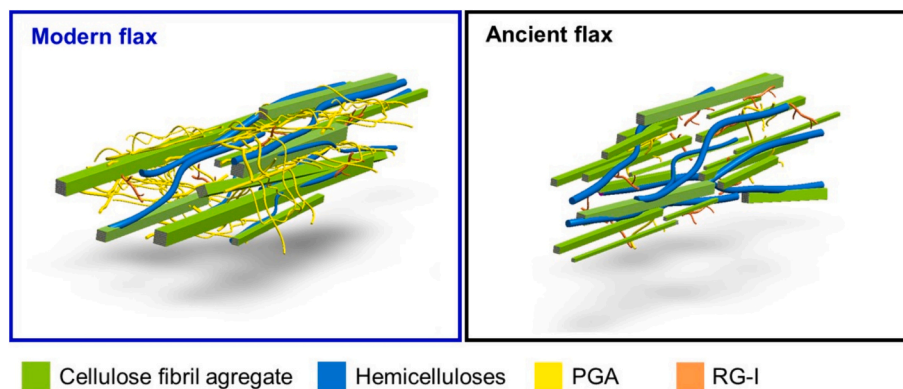 Modern flax
Ancient flax
Cellulose fibril agregate
Hemicelluloses
PGA
RG-I